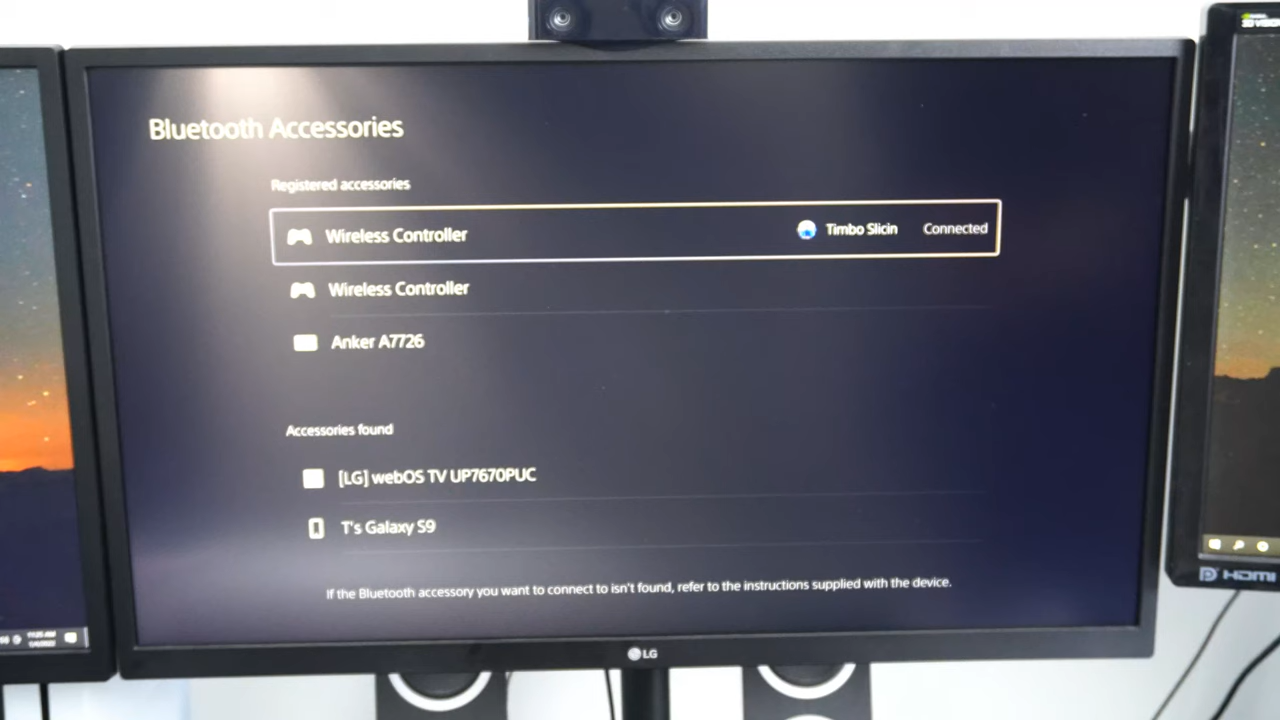 Bluetooth Accessories
Registered accessories
Wireless Controller Timbo Slicin Connected
Wireless Controller
Anker A7726
Accessories found
[LG] webOS TV UP7670PUC
T's Galaxy S9
If the Bluetooth accessory you want to connect to isn't found, refer to the instructions supplied with the device.
LG
HDMI